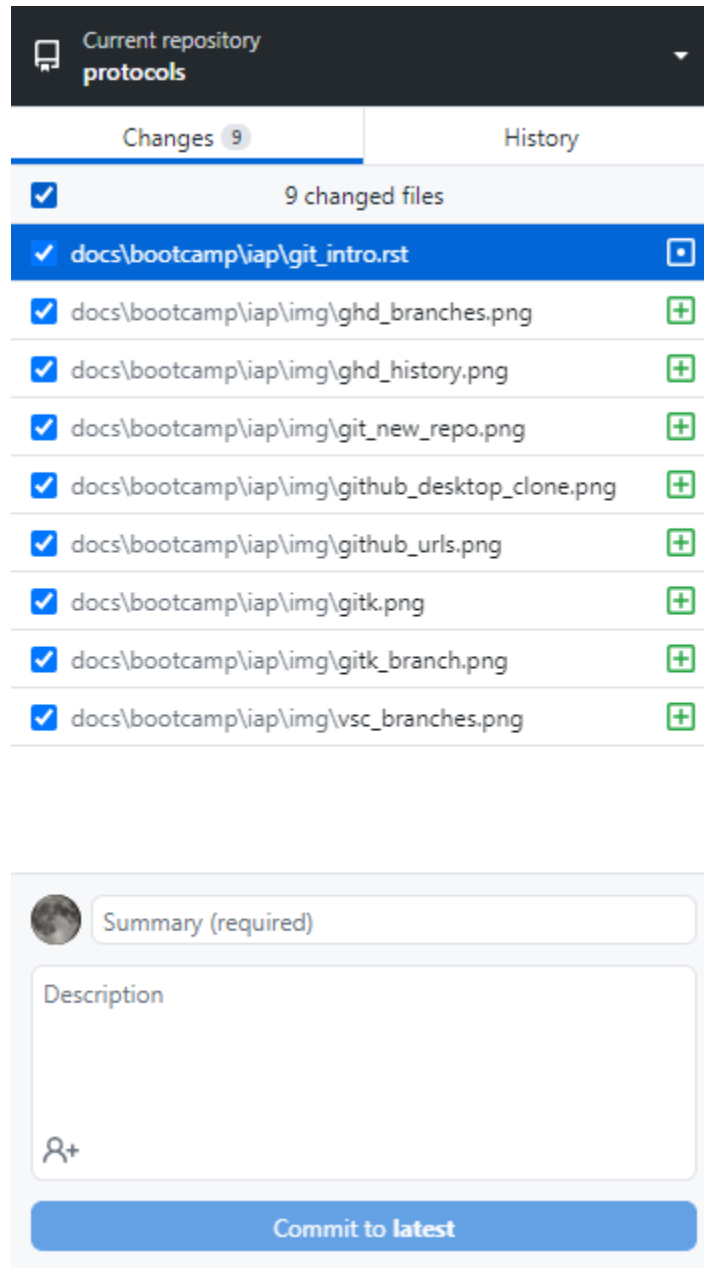 Current repository
protocols
Changes 9
History
9 changed files
docs\bootcamp\iap\git_intro.rst
docs\bootcamp\iap\img\ghd_branches.png
docs\bootcamp\iap\img\ghd_history.png
docs\bootcamp\iap\img\git_new_repo.png
docs\bootcamp\iap\img\github_desktop_clone.png
docs\bootcamp\iap\img\github_urls.png
docs\bootcamp\iap\img\gitk.png
docs\bootcamp\iap\img\gitk_branch.png
docs\bootcamp\iap\img\vsc_branches.png
Summary (required)
Description
Commit to latest